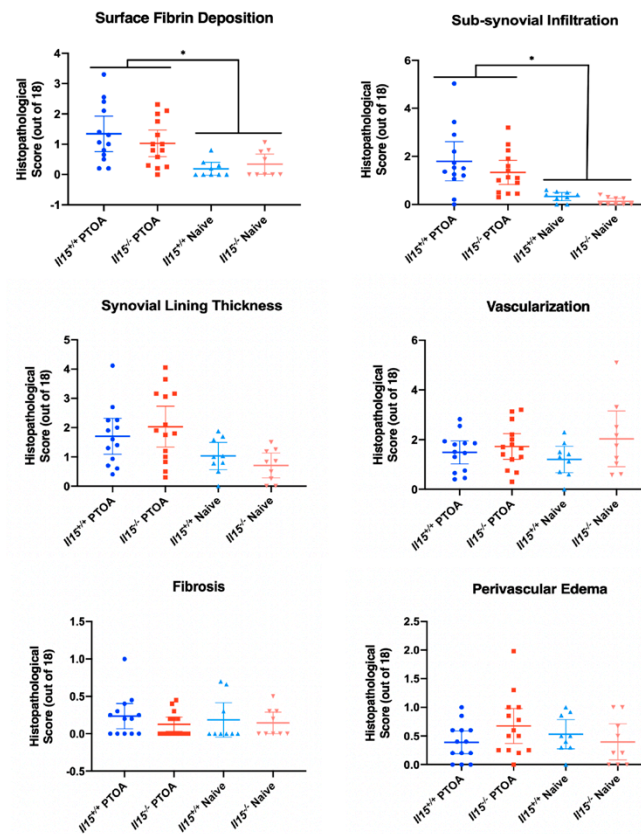 Surface Fibrin Deposition
Histopathological
Score (out of 18)
4
3
2
1
0
-1
*
Il15+/+ PTOA
Il15-/- PTOA
Il15+/+ Naive
Il15-/- Naive
Sub-synovial Infiltration
Histopathological
Score (out of 18)
6
4
2
0
*
Il15+/+ PTOA
Il15-/- PTOA
Il15+/+ Naive
Il15-/- Naive
Synovial Lining Thickness
Histopathological
Score (out of 18)
5
4
3
2
1
0
Il15+/+ PTOA
Il15-/- PTOA
Il15+/+ Naive
Il15-/- Naive
Vascularization
Histopathological
Score (out of 18)
6
4
2
0
Il15+/+ PTOA
Il15-/- PTOA
Il15+/+ Naive
Il15-/- Naive
Fibrosis
Histopathological
Score (out of 18)
1.5
1.0
0.5
0.0
-0.5
Il15+/+ PTOA
Il15-/- PTOA
Il15+/+ Naive
Il15-/- Naive
Perivascular Edema
Histopathological
Score (out of 18)
2.5
2.0
1.5
1.0
0.5
0.0
Il15+/+ PTOA
Il15-/- PTOA
Il15+/+ Naive
Il15-/- Naive